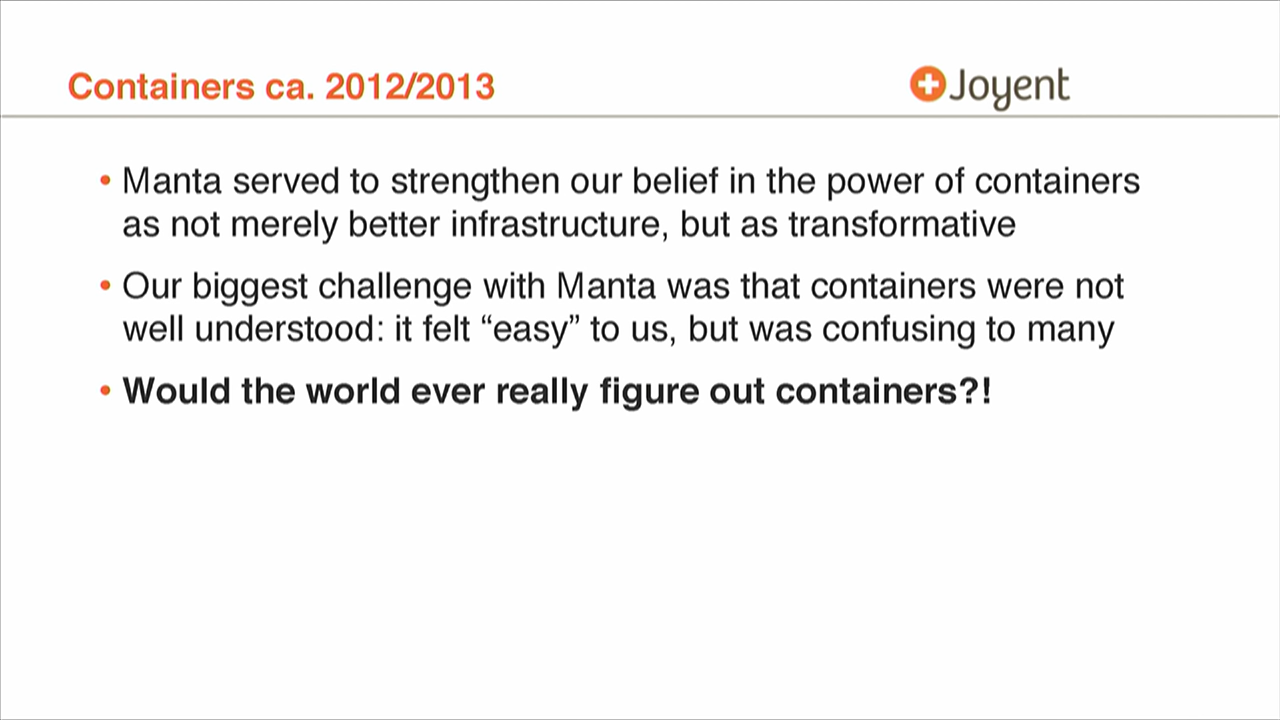 Containers ca. 2012/2013
Joyent
• Manta served to strengthen our belief in the power of containers
as not merely better infrastructure, but as transformative
• Our biggest challenge with Manta was that containers were not
well understood: it felt “easy” to us, but was confusing to many
• Would the world ever really figure out containers?!